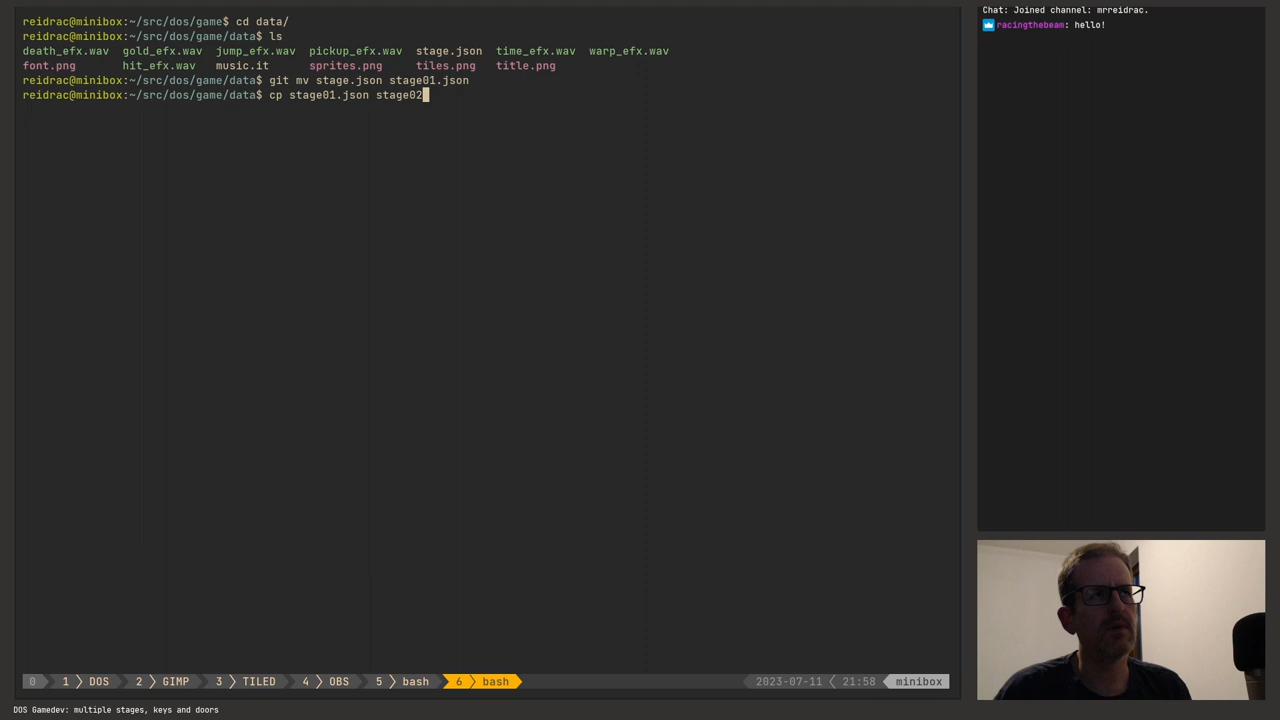 reidrac@minibox:~/src/dos/game$ cd data/
reidrac@minibox:~/src/dos/game/data$ ls
death_efx.wav gold_efx.wav jump_efx.wav pickup_efx.wav stage.json time_efx.wav warp_efx.wav
font.png hit_efx.wav music.it sprites.png tiles.png title.png
reidrac@minibox:~/src/dos/game/data$ git mv stage.json stage01.json
reidrac@minibox:~/src/dos/game/data$ cp stage01.json stage02
Chat: Joined channel: mrreidrac.
racingthebeam: hello!
0 1 DOS 2 GIMP 3 TILED 4 OBS 5 bash 6 bash 2023-07-11 21:58 minibox
DOS Gamedev: multiple stages, keys and doors